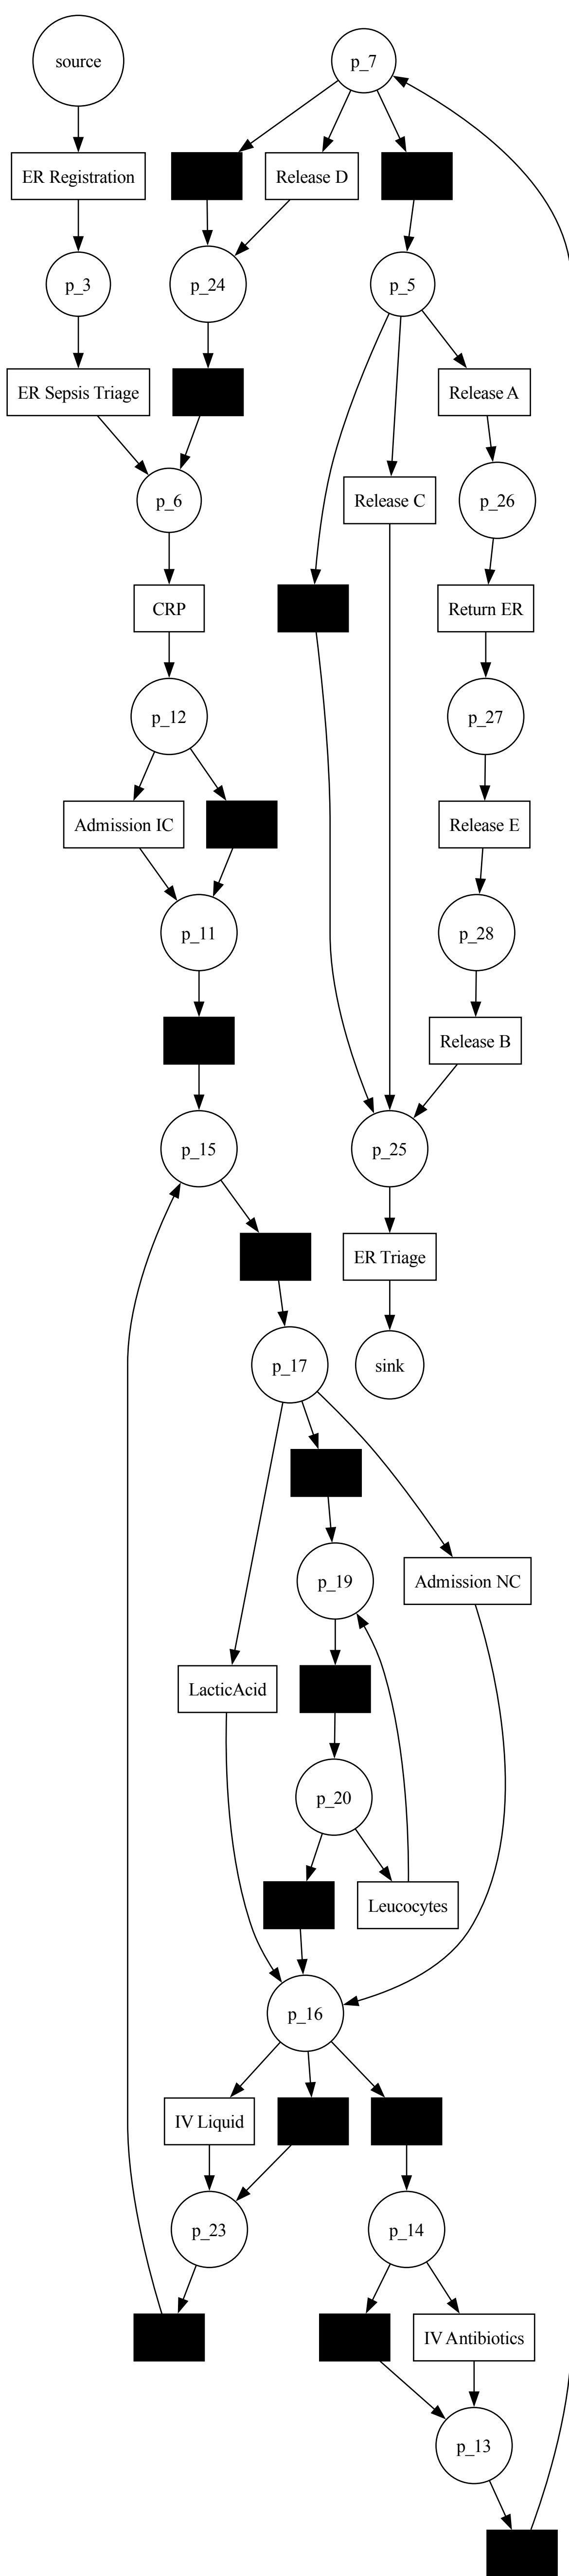 source
p_7
ER Registration
Release D
p_3
p_24
p_5
ER Sepsis Triage
Release A
p_6
Release C
p_26
CRP
Return ER
p_12
p_27
Admission IC
Release E
p_11
p_28
Release B
p_15
p_25
ER Triage
p_17
sink
p_19
Admission NC
LacticAcid
p_20
Leucocytes
p_16
IV Liquid
p_23
p_14
IV Antibiotics
p_13